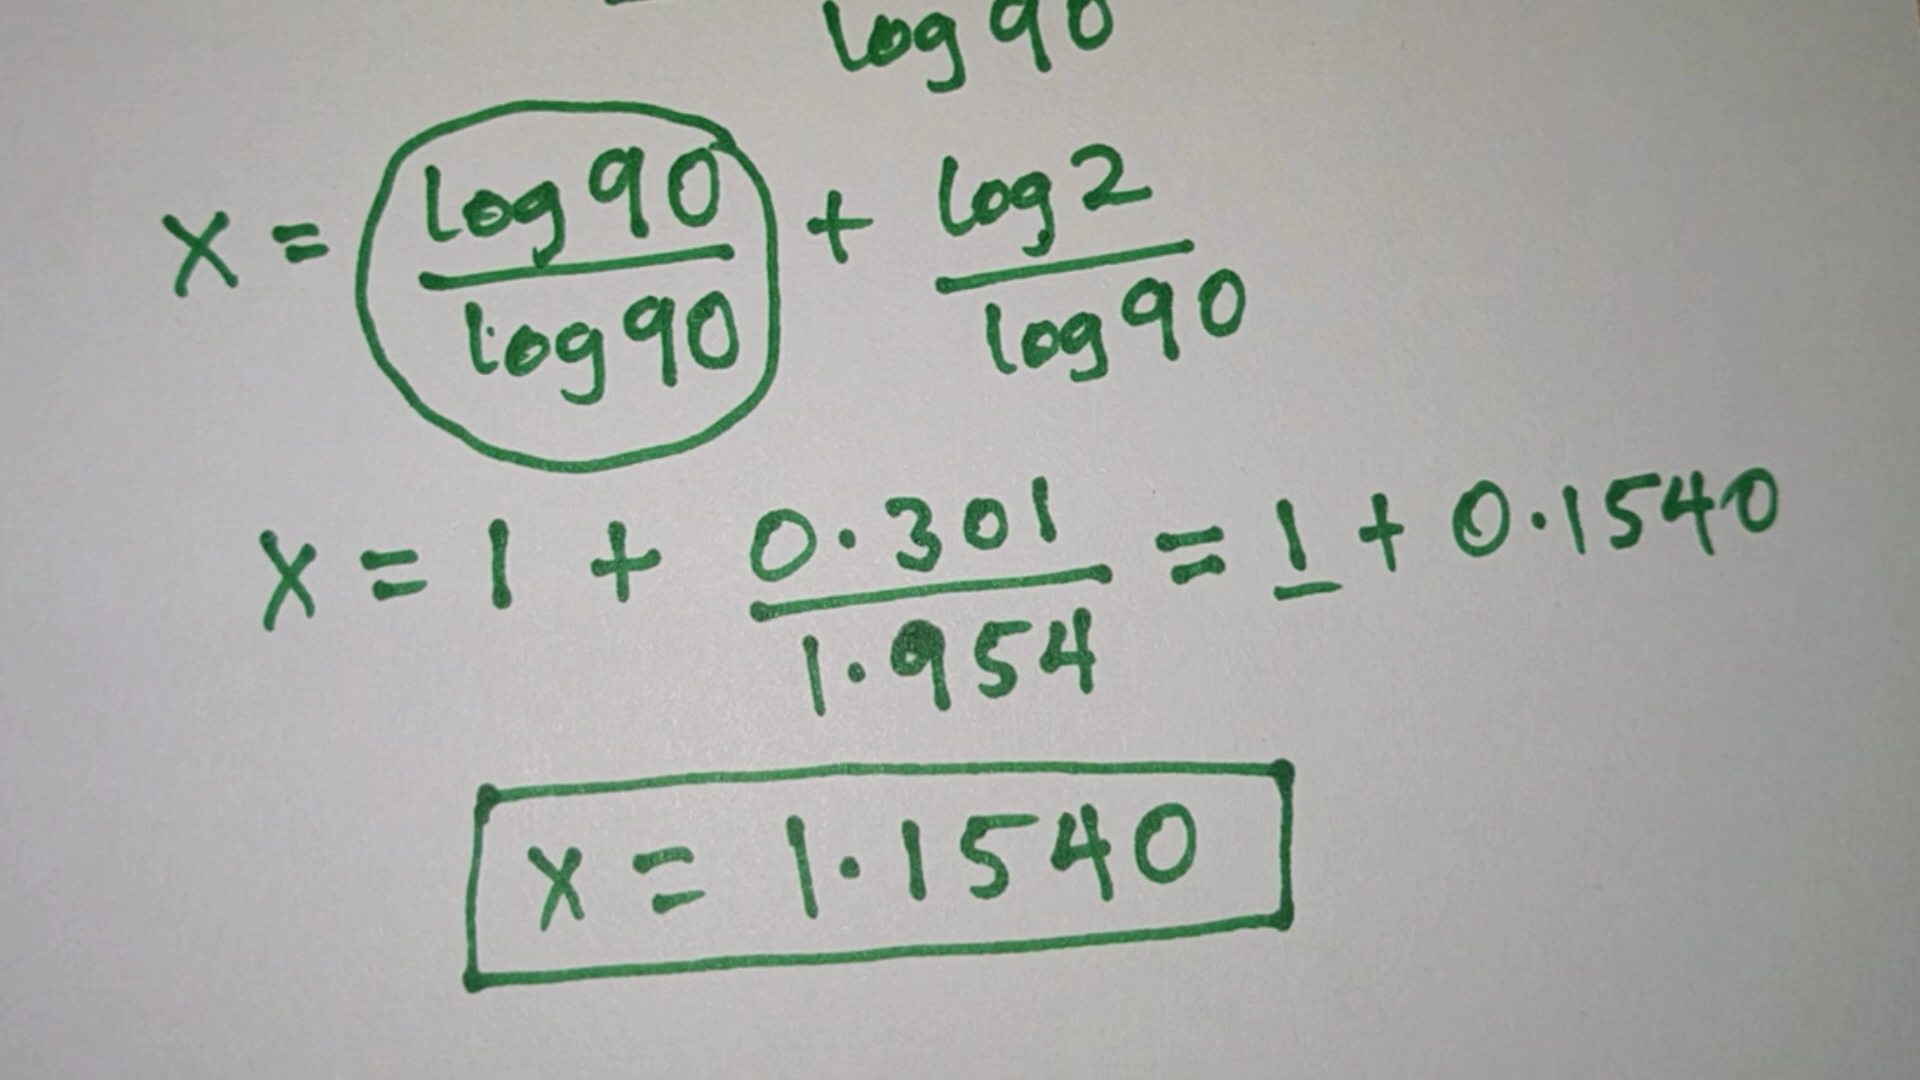 log 90
x = log 90 / log 90 + log 2 / log 90
x = 1 + 0.301 / 1.954 = 1 + 0.1540
x = 1.1540